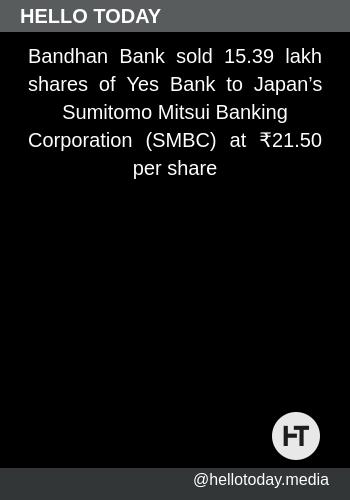 HELLO TODAY
Bandhan Bank sold 15.39 lakh
shares of Yes Bank to Japan’s
Sumitomo Mitsui Banking
Corporation (SMBC) at ₹21.50
per share
HT
@hellotoday.media